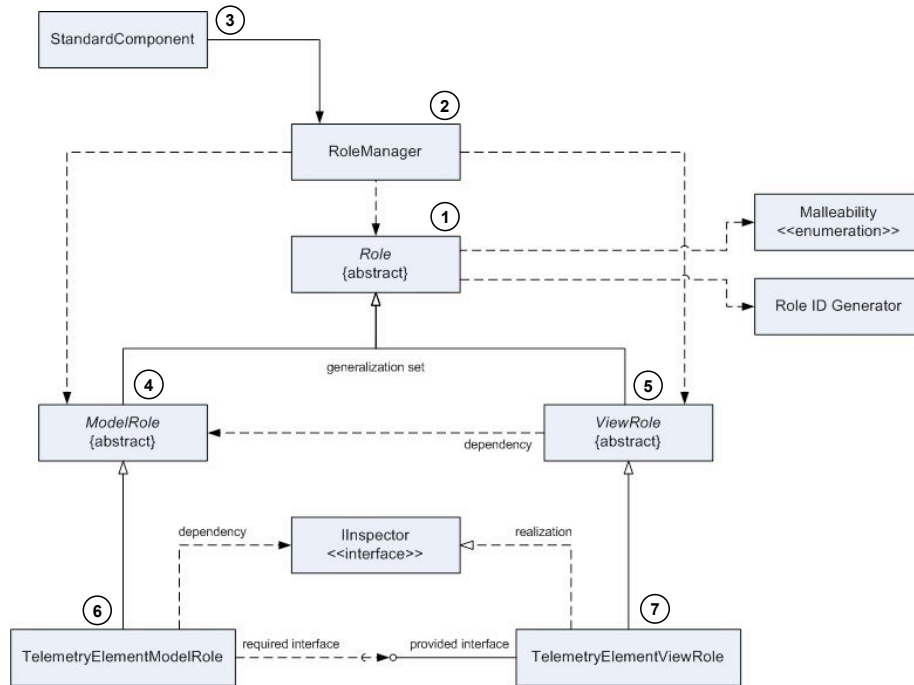 3
StandardComponent
2
RoleManager
1
Malleability
<<enumeration>>
Role
{abstract}
Role ID Generator
generalization set
4
5
ModelRole
{abstract}
ViewRole
{abstract}
dependency
dependency
IInspector
<<interface>>
realization
6
7
TelemetryElementModelRole
required interface
provided interface
TelemetryElementViewRole